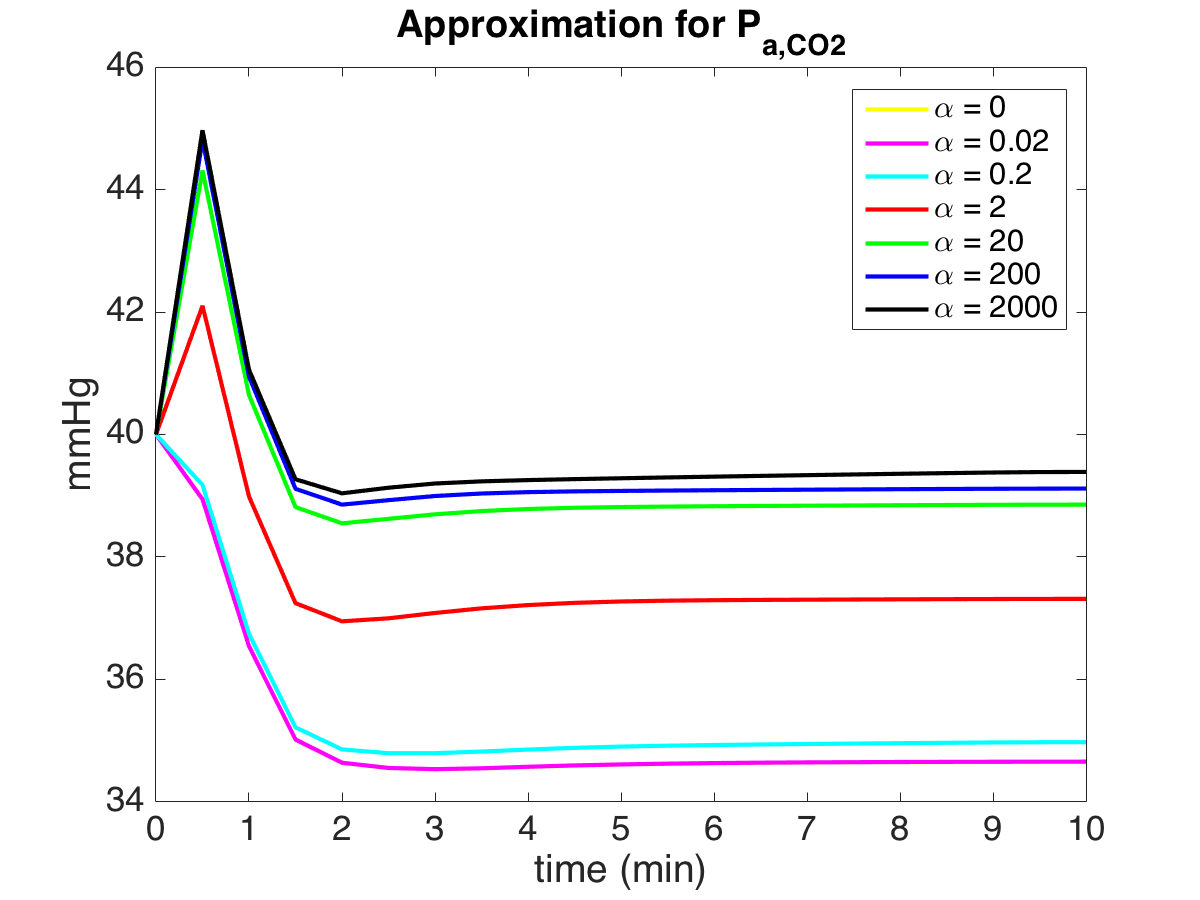 Approximation for P a,CO2
46
44
42
40
38
36
34
mmHg
0 1 2 3 4 5 6 7 8 9 10
time (min)
α = 0
α = 0.02
α = 0.2
α = 2
α = 20
α = 200
α = 2000